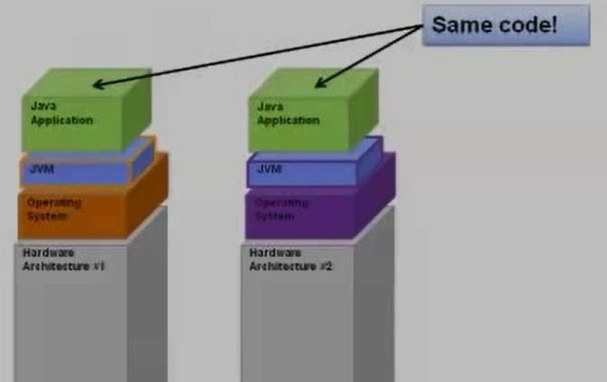 Same code!
Java
Application
JVM
Operating
System
Hardware
Architecture #1
Java
Application
JVM
Operating
System
Hardware
Architecture #2